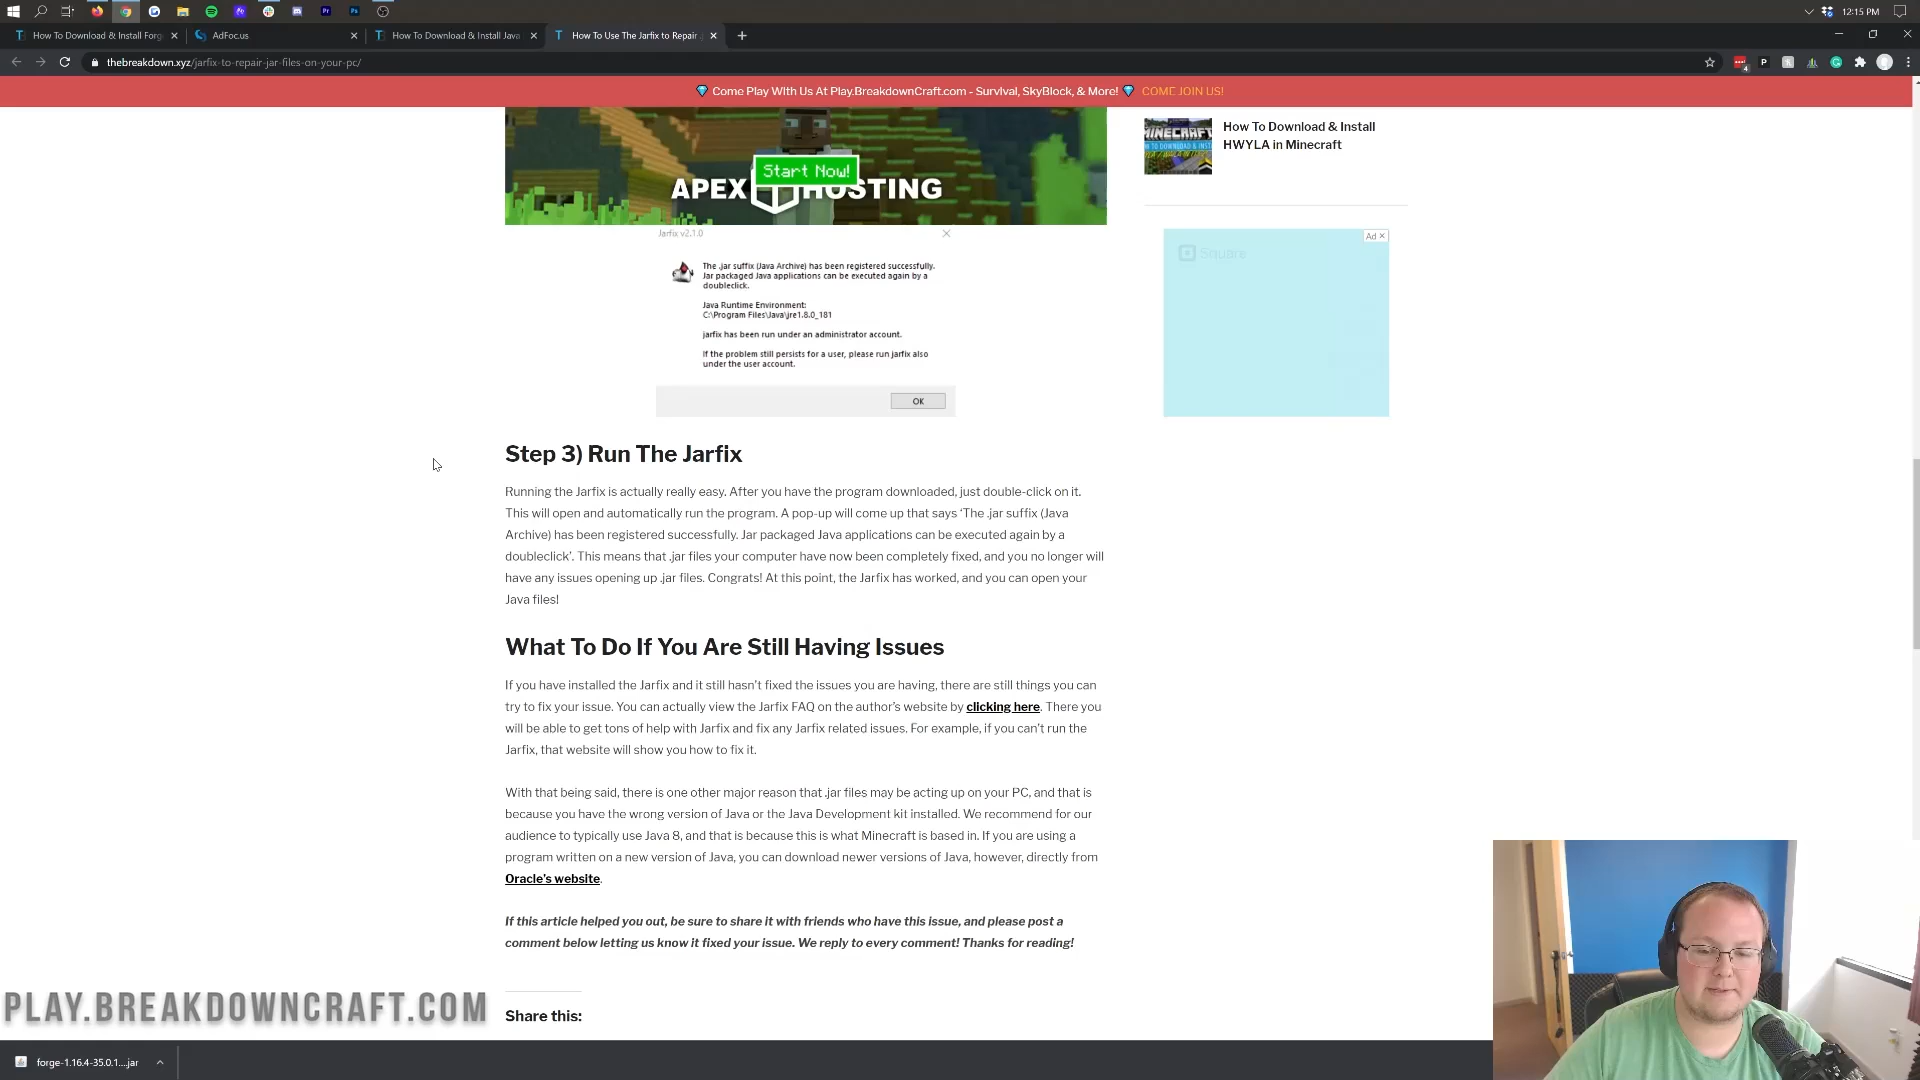 12:15 PM
How To Download & Install Forg
AdFoc.us
How To Download & Install Java
How To Use The Jarfix to Repair
thebreakdown.xyz/jarfix-to-repair-jar-files-on-your-pc/
Come Play With Us At Play.BreakdownCraft.com - Survival, SkyBlock, & More! COME JOIN US!
Start Now!
APEX HOSTING
MINECRAFT
How To Download & Install
HWYLA in Minecraft
Ad
Square
Jarfix v2.1.0
The .jar suffix (Java Archive) has been registered successfully.
Jar packaged Java applications can be executed again by a
doubleclick.
Java Runtime Environment:
C:\Program Files\Java\jre1.8.0_181
jarfix has been run under an administrator account.
If the problem still persists for a user, please run jarfix also
under the user account.
OK
Step 3) Run The Jarfix
Running the Jarfix is actually really easy. After you have the program downloaded, just double-click on it.
This will open and automatically run the program. A pop-up will come up that says ‘The .jar suffix (Java
Archive) has been registered successfully. Jar packaged Java applications can be executed again by a
doubleclick’. This means that .jar files your computer have now been completely fixed, and you no longer will
have any issues opening up .jar files. Congrats! At this point, the Jarfix has worked, and you can open your
Java files!
What To Do If You Are Still Having Issues
If you have installed the Jarfix and it still hasn’t fixed the issues you are having, there are still things you can
try to fix your issue. You can actually view the Jarfix FAQ on the author’s website by clicking here. There you
will be able to get tons of help with Jarfix and fix any Jarfix related issues. For example, if you can’t run the
Jarfix, that website will show you how to fix it.
With that being said, there is one other major reason that .jar files may be acting up on your PC, and that is
because you have the wrong version of Java or the Java Development kit installed. We recommend for our
audience to typically use Java 8, and that is because this is what Minecraft is based in. If you are using a
program written on a new version of Java, you can download newer versions of Java, however, directly from
Oracle’s website.
If this article helped you out, be sure to share it with friends who have this issue, and please post a
comment below letting us know it fixed your issue. We reply to every comment! Thanks for reading!
Share this:
PLAY.BREAKDOWNCRAFT.COM
forge-1.16.4-35.0.1....jar